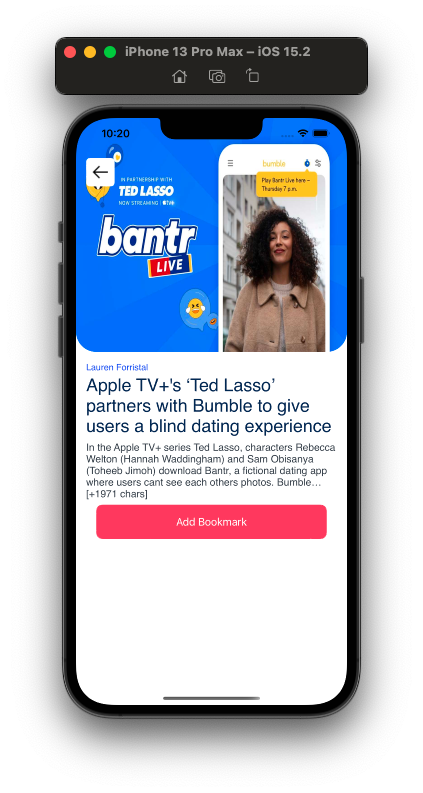 iPhone 13 Pro Max – iOS 15.2
10:20
IN PARTNERSHIP WITH
TED LASSO
NOW STREAMING | tv+
bantr
LIVE
bumble
Play Bantr Live here –
Thursday 7 p.m.
Lauren Forristal
Apple TV+'s ‘Ted Lasso’
partners with Bumble to give
users a blind dating experience
In the Apple TV+ series Ted Lasso, characters Rebecca
Welton (Hannah Waddingham) and Sam Obisanya
(Toheeb Jimoh) download Bantr, a fictional dating app
where users cant see each others photos. Bumble…
[+1971 chars]
Add Bookmark